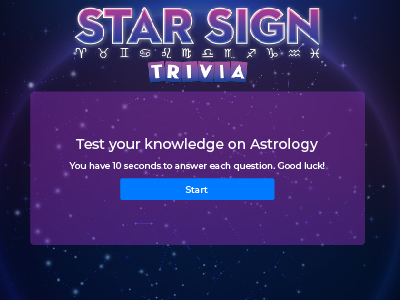 STAR SIGN
♈ ♉ ♊ ♋ ♌ ♍ ♎ ♏ ♐ ♑ ♒ ♓
TRIVIA
Test your knowledge on Astrology
You have 10 seconds to answer each question. Good luck!
Start